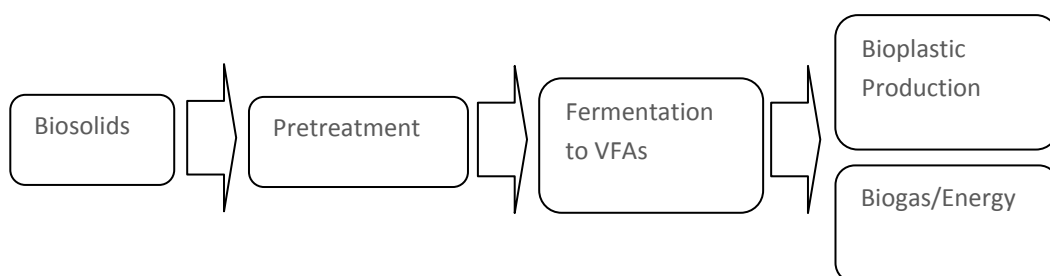 Biosolids
Pretreatment
Fermentation
to VFAs
Bioplastic
Production
Biogas/Energy